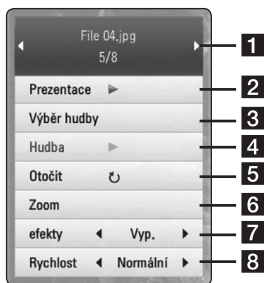 File 04.jpg
5/8
1
Prezentace
2
Výběr hudby
3
Hudba
4
Otočit
5
Zoom
6
efekty Vyp.
7
Rychlost Normální
8